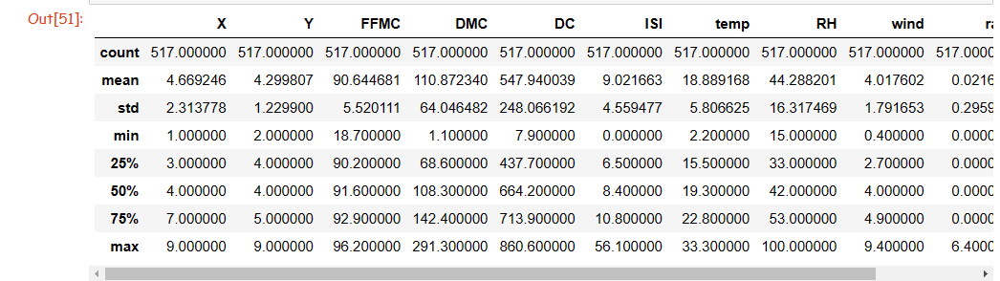 Out[51]:
X Y FFMC DMC DC ISI temp RH wind
count 517.000000 517.000000 517.000000 517.000000 517.000000 517.000000 517.000000 517.000000 517.000000 517.0000
mean 4.669246 4.299807 90.644681 110.872340 547.940039 9.021663 18.889168 44.288201 4.017602 0.0216
std 2.313778 1.229900 5.520111 64.046482 248.066192 4.559477 5.806625 16.317469 1.791653 0.2959
min 1.000000 2.000000 18.700000 1.100000 7.900000 0.000000 2.200000 15.000000 0.400000 0.0000
25% 3.000000 4.000000 90.200000 68.600000 437.700000 6.500000 15.500000 33.000000 2.700000 0.0000
50% 4.000000 4.000000 91.600000 108.300000 664.200000 8.400000 19.300000 42.000000 4.000000 0.0000
75% 7.000000 5.000000 92.900000 142.400000 713.900000 10.800000 22.800000 53.000000 4.900000 0.0000
max 9.000000 9.000000 96.200000 291.300000 860.600000 56.100000 33.300000 100.000000 9.400000 6.4000